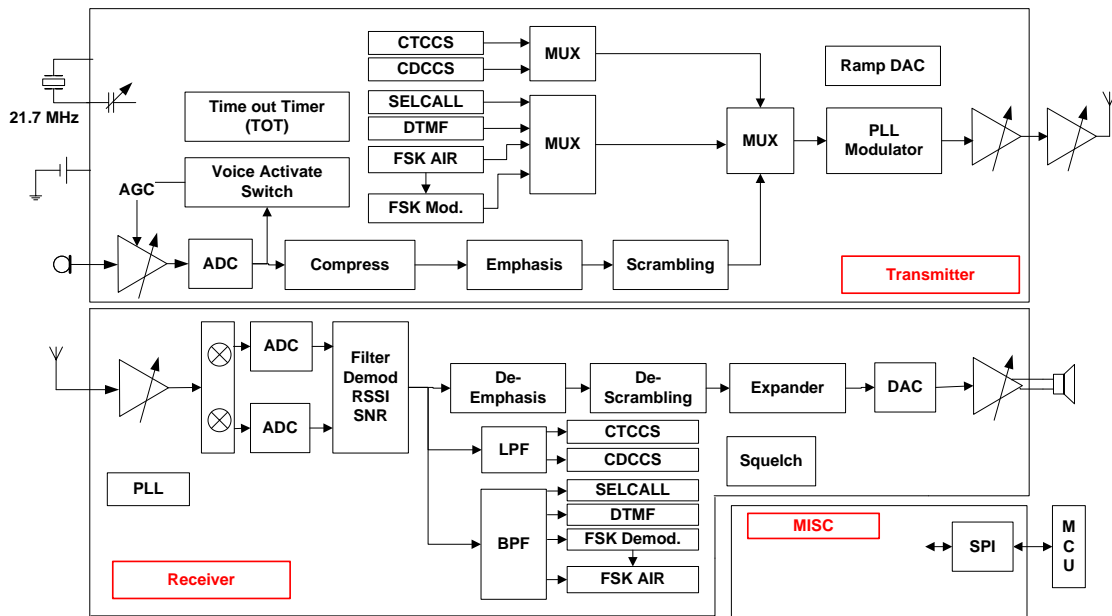 21.7 MHz
Time out Timer
(TOT)
Voice Activate
Switch
AGC
CTCCS
CDCCS
MUX
SELCALL
DTMF
FSK AIR
FSK Mod.
MUX
MUX
Ramp DAC
PLL
Modulator
ADC
Compress
Emphasis
Scrambling
Transmitter
ADC
ADC
Filter
Demod
RSSI
SNR
De-
Emphasis
De-
Scrambling
Expander
DAC
LPF
CTCCS
CDCCS
Squelch
PLL
BPF
SELCALL
DTMF
FSK Demod.
FSK AIR
Receiver
MISC
SPI
M
C
U